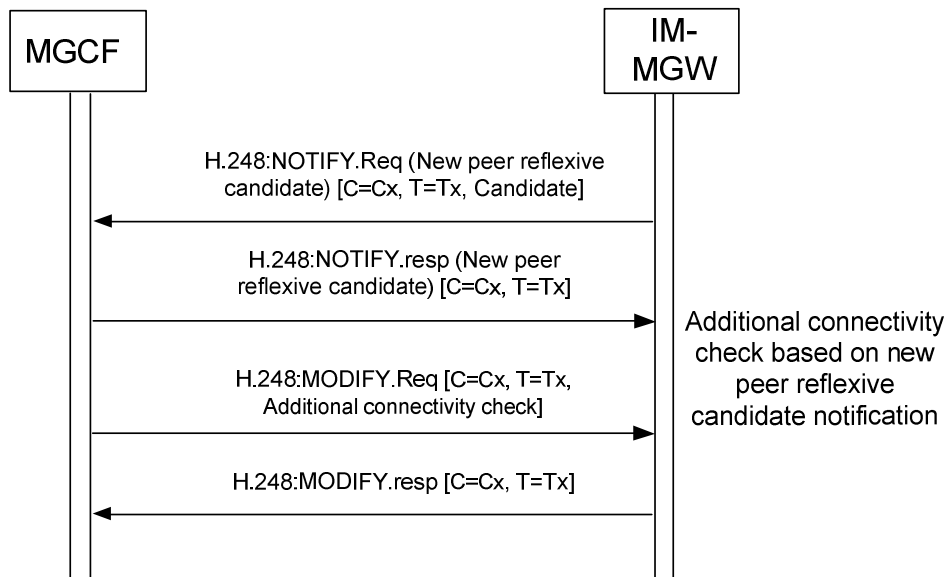 MGCF
IM-
MGW
H.248:NOTIFY.Req (New peer reflexive
candidate) [C=Cx, T=Tx, Candidate]
H.248:NOTIFY.resp (New peer
reflexive candidate) [C=Cx, T=Tx]
Additional connectivity
check based on new
peer reflexive
candidate notification
H.248:MODIFY.Req [C=Cx, T=Tx,
Additional connectivity check]
H.248:MODIFY.resp [C=Cx, T=Tx]